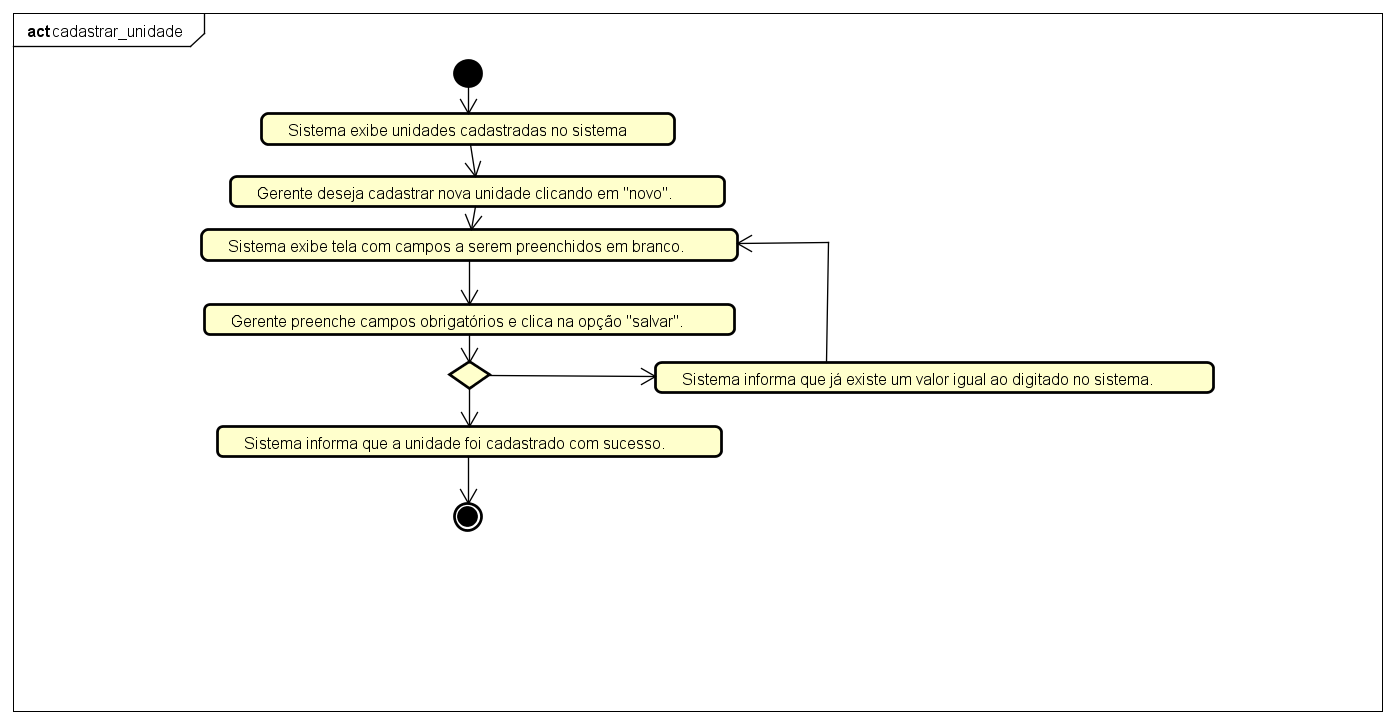 act cadastrar_unidade
Sistema exibe unidades cadastradas no sistema
Gerente deseja cadastrar nova unidade clicando em "novo".
Sistema exibe tela com campos a serem preenchidos em branco.
Gerente preenche campos obrigatórios e clica na opção "salvar".
Sistema informa que já existe um valor igual ao digitado no sistema.
Sistema informa que a unidade foi cadastrado com sucesso.